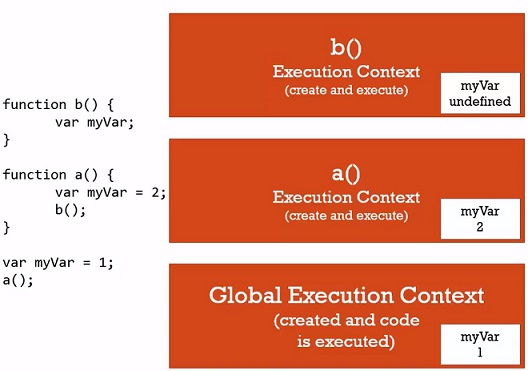 function b() {
var myVar;
}
function a() {
var myVar = 2;
b();
}
var myVar = 1;
a();
b()
Execution Context
(create and execute)
myVar
undefined
a()
Execution Context
(create and execute)
myVar
2
Global Execution Context
(created and code
is executed)
myVar
1